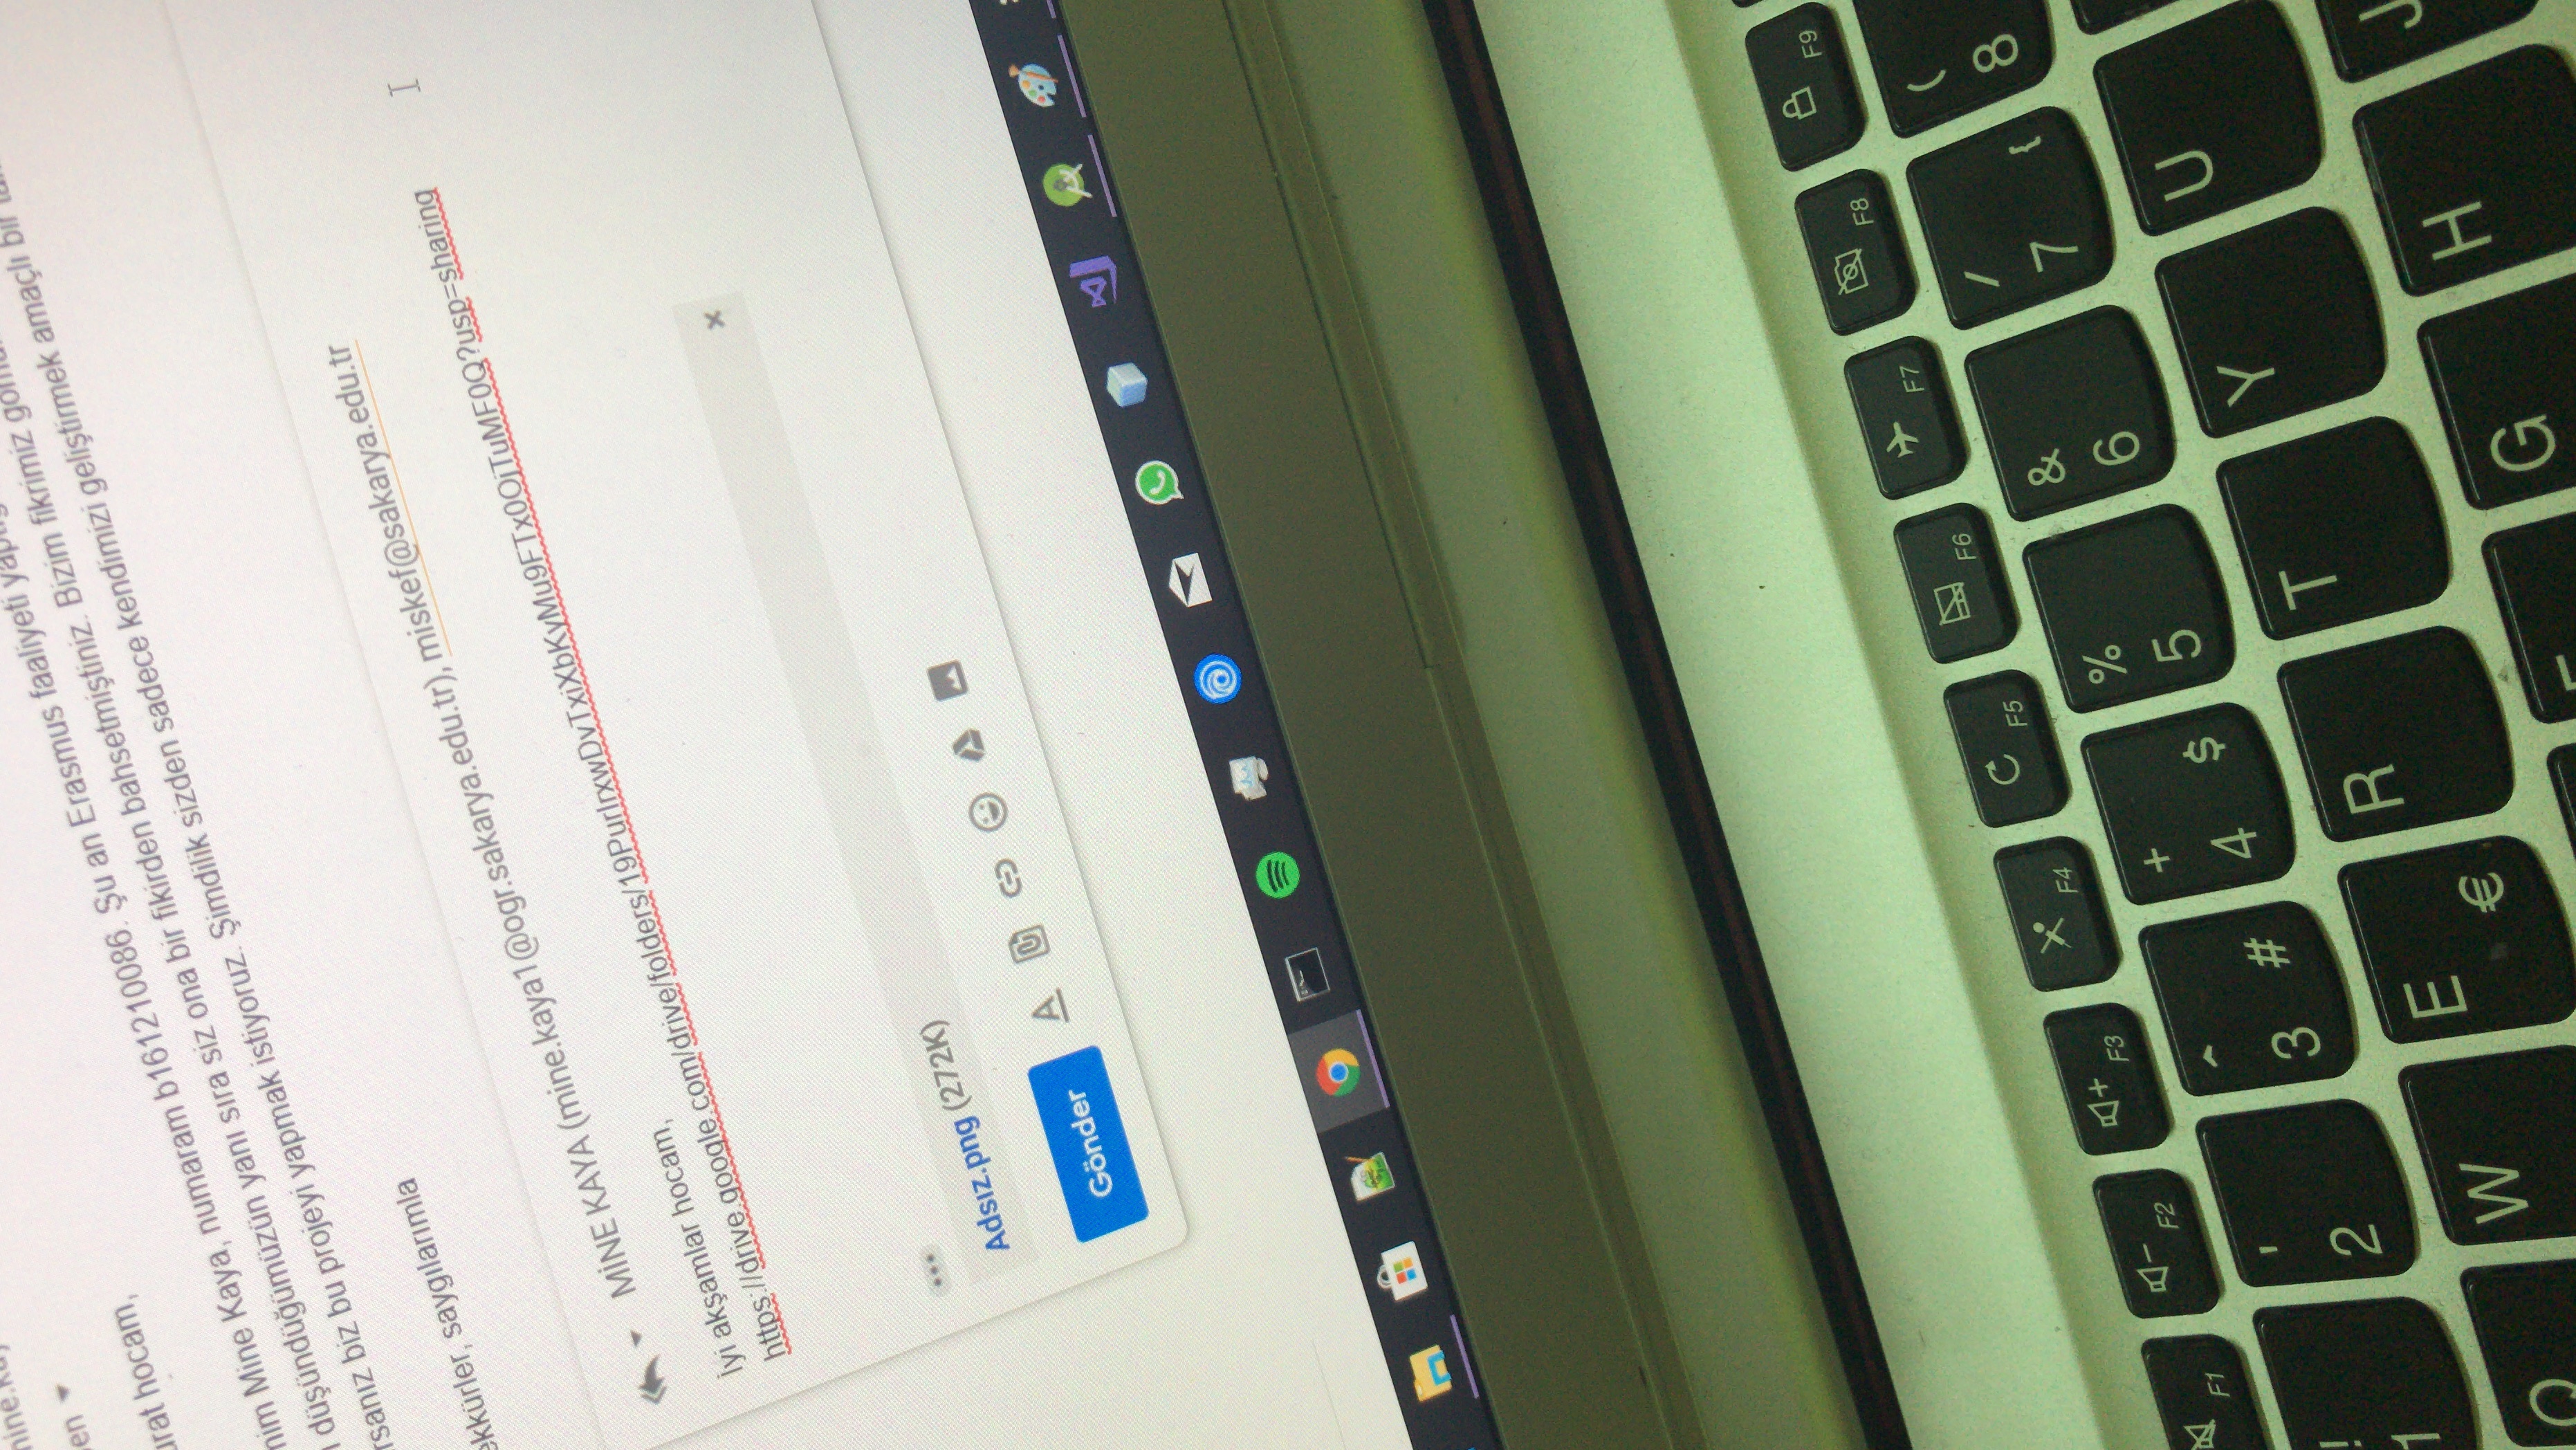 hocam,
Mine Kaya, numaram b161210086. Şu an Erasmus faaliyeti
düşündüğümüzün yanı sıra siz ona bir fikirden bahsetmiştiniz. Bizim fikrimiz
biz bu projeyi yapmak istiyoruz. Şimdilik sizden sadece kendimizi geliştirmek amaçlı bir
saygılarımla
MİNE KAYA (mine.kaya1@ogr.sakarya.edu.tr), miskef@sakarya.edu.tr
İyi akşamlar hocam,
https://drive.google.com/drive/folders/19PurlrxwDvTxiXbKyMu9FTx0OjTuMF0Q?usp=sharing
Adsız.png (272K)
Gönder
F1 F2 F3 F4 F5 F6 F7 F8 F9
! 1 ' 2 ^ 3 # + 4 $ % 5 & 6 / 7 { ( 8
Q W E € R T Y U
G H J